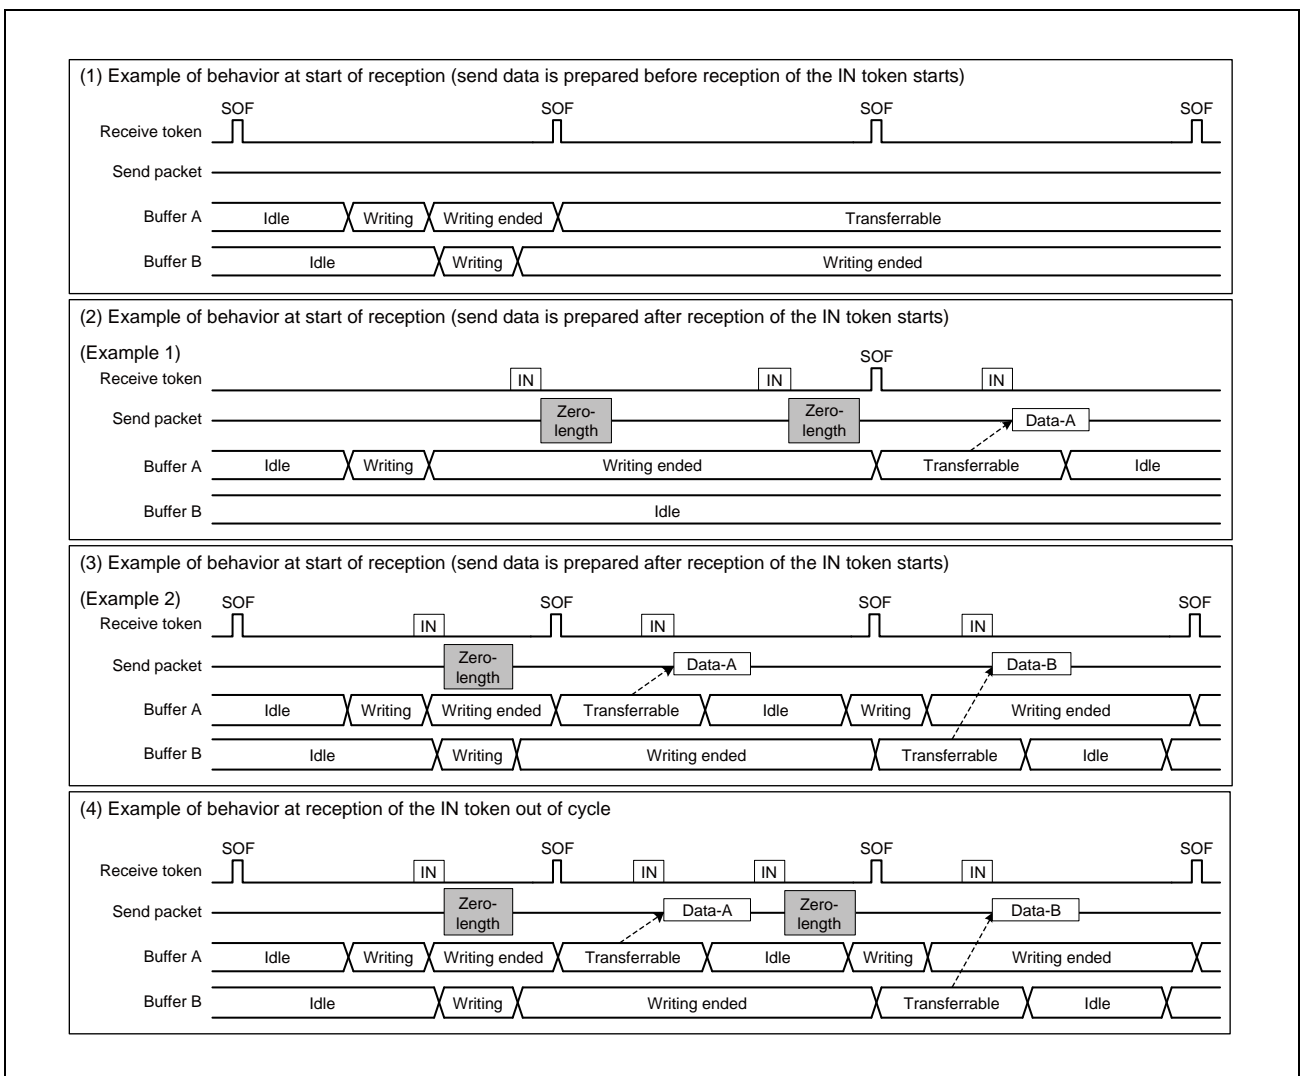 (1) Example of behavior at start of reception (send data is prepared before reception of the IN token starts)
SOF SOF SOF SOF
Receive token
Send packet
Buffer A Idle Writing Writing ended Transferrable
Buffer B Idle Writing Writing ended
(2) Example of behavior at start of reception (send data is prepared after reception of the IN token starts)
(Example 1) SOF
Receive token IN IN IN
Send packet Zero- Zero- Data-A
length length
Buffer A Idle Writing Writing ended Transferrable Idle
Buffer B Idle
(3) Example of behavior at start of reception (send data is prepared after reception of the IN token starts)
(Example 2) SOF SOF SOF SOF
Receive token IN IN IN
Send packet Zero- Data-A Data-B
length
Buffer A Idle Writing Writing ended Transferrable Idle Writing Writing ended
Buffer B Idle Writing Writing ended Transferrable Idle
(4) Example of behavior at reception of the IN token out of cycle
SOF SOF SOF SOF
Receive token IN IN IN IN
Send packet Zero- Data-A Zero- Data-B
length length
Buffer A Idle Writing Writing ended Transferrable Idle Writing Writing ended
Buffer B Idle Writing Writing ended Transferrable Idle